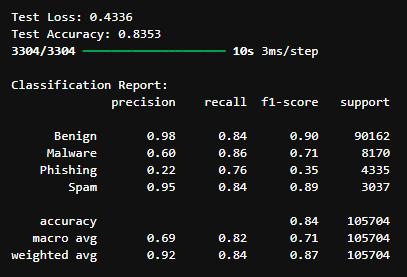 Test Loss: 0.4336
Test Accuracy: 0.8353
3304/3304 ━━━━━━━━━━━━━━━━━━━━ 10s 3ms/step
Classification Report:
precision recall f1-score support
Benign 0.98 0.84 0.90 90162
Malware 0.60 0.86 0.71 8170
Phishing 0.22 0.76 0.35 4335
Spam 0.95 0.84 0.89 3037
accuracy 0.84 105704
macro avg 0.69 0.82 0.71 105704
weighted avg 0.92 0.84 0.87 105704